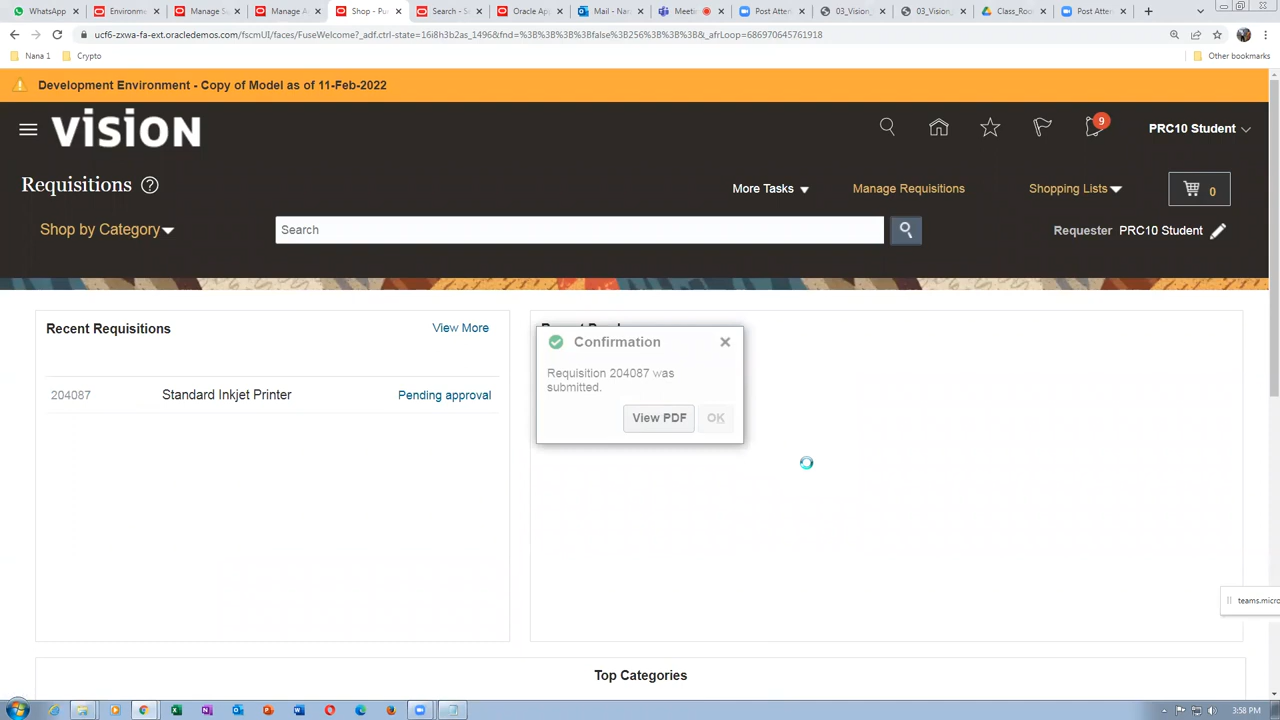 WhatsApp
Environme
Manage S
Manage A
Shop - Pu
Search - S
Oracle Ap
Mail - Nar
Meetin
Post Atten
03_Vision_
03_Vision_
Class_Roo
Post Atten
ucf6-zxwa-fa-ext.oracledemos.com/fscmUI/faces/FuseWelcome?_adf.ctrl-state=16i8h3b2as_1496&fnd=%3B%3B%3B%3Bfalse%3B256%3B%3B%3B&_afrLoop=686970645761918
Nana 1
Crypto
Other bookmarks
Development Environment - Copy of Model as of 11-Feb-2022
VISION
9
PRC10 Student
Requisitions ?
More Tasks
Manage Requisitions
Shopping Lists
0
Shop by Category
Search
Requester PRC10 Student
Recent Requisitions
View More
204087 Standard Inkjet Printer Pending approval
Confirmation
Requisition 204087 was
submitted.
View PDF
OK
teams.micro
Top Categories
3:58 PM